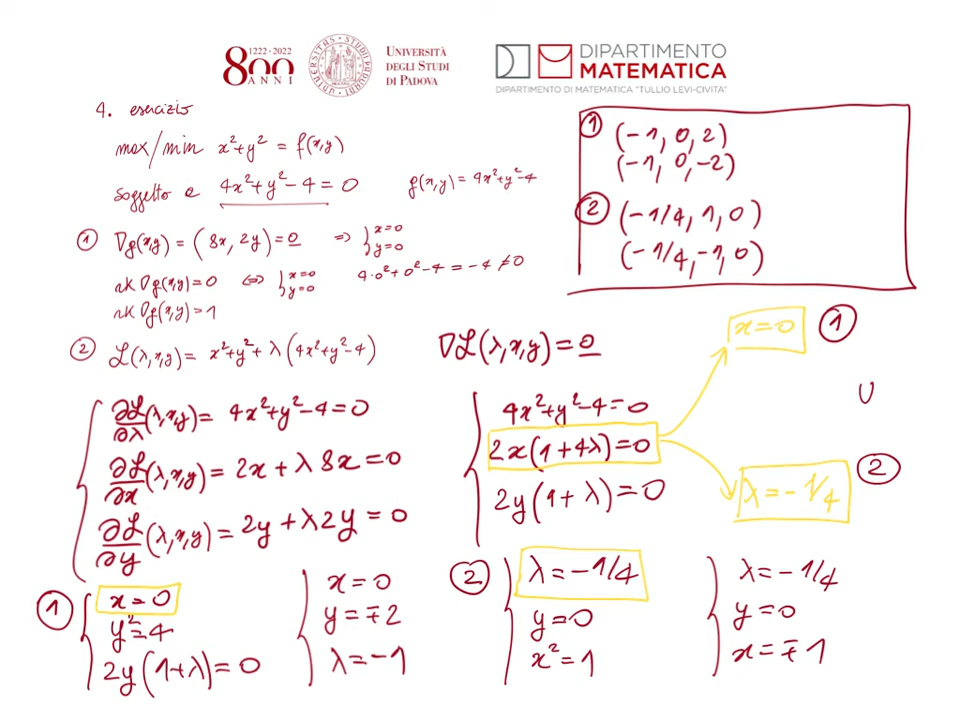 1222·2022
800
ANNI
UNIVERSITÀ
DEGLI STUDI
DI PADOVA
DIPARTIMENTO
MATEMATICA
DIPARTIMENTO DI MATEMATICA "TULLIO LEVI-CIVITA"
4. esercizio
max/min x²+y² = f(x,y)
soggetto a 4x²+y²-4=0 g(x,y) = 4x²+y²-4
① ∇g(x,y) = (8x, 2y) = 0 ⇒ { x=0
y=0
rk ∇g(x,y)=0 ⇔ { x=0
y=0
4·0²+0²-4 = -4 ≠0
rk ∇g(x,y)=1
① (-1, 0, 2)
(-1, 0, -2)
② (-1/4, 1, 0)
(-1/4, -1, 0)
② ℒ(λ,x,y) = x²+y²+λ(4x²+y²-4)
∂ℒ/∂λ (λ,x,y) = 4x²+y²-4=0
∂ℒ/∂x (λ,x,y) = 2x+λ8x=0
∂ℒ/∂y (λ,x,y) = 2y+λ2y=0
∇ℒ(λ,x,y)=0
4x²+y²-4=0
2x(1+4λ)=0
2y(1+λ)=0
x=0 ①
U
λ=-1/4 ②
① x=0
y²=4
2y(1+λ)=0
x=0
y=∓2
λ=-1
② λ=-1/4
y=0
x²=1
λ=-1/4
y=0
x=∓1